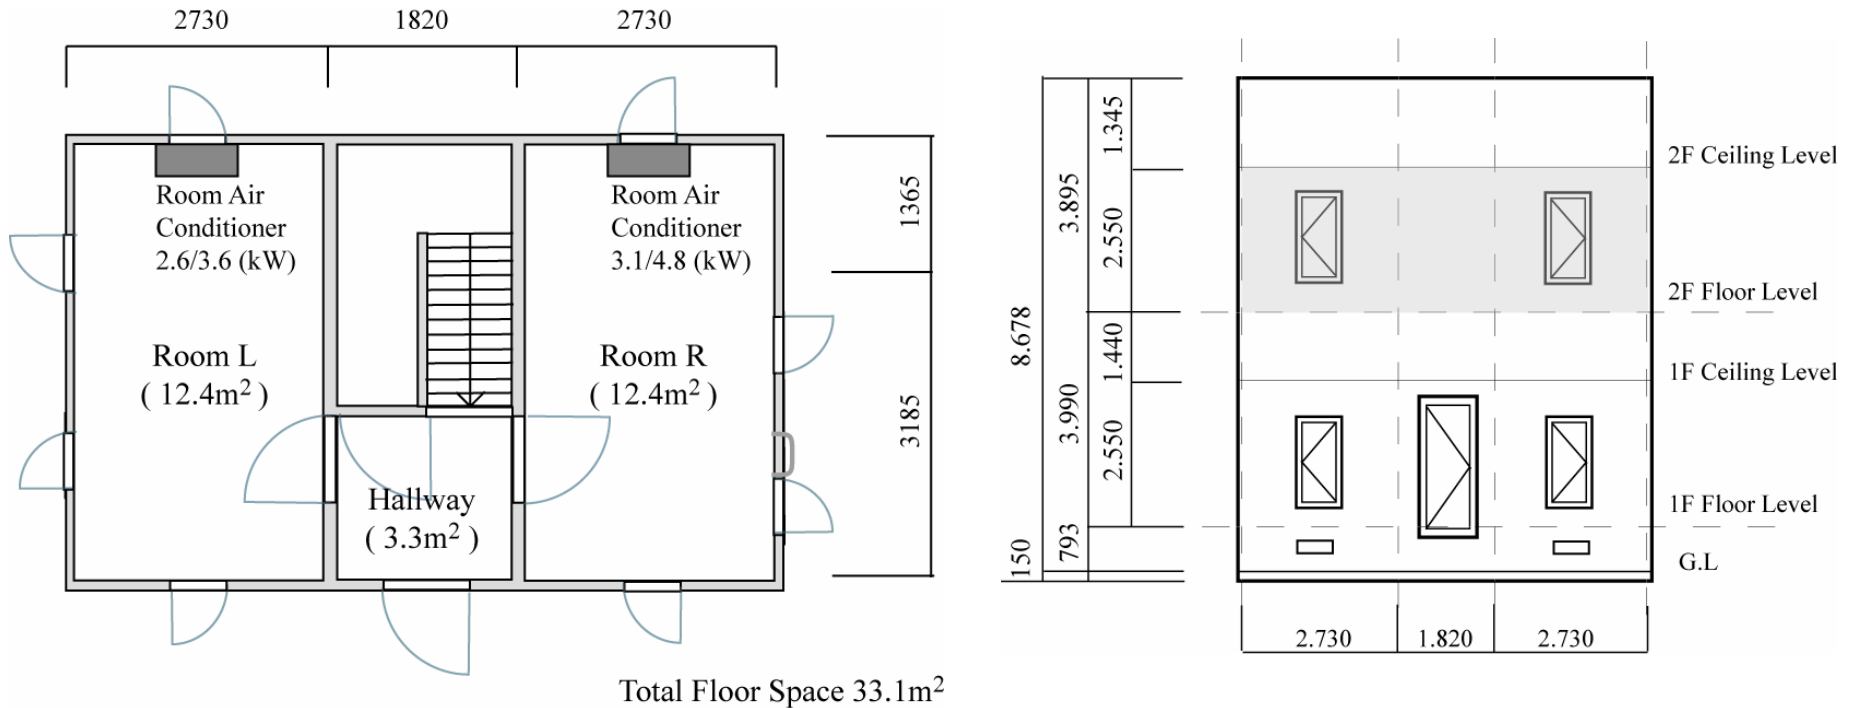 2730
1820
2730
Room Air
Conditioner
2.6/3.6 (kW)
Room Air
Conditioner
3.1/4.8 (kW)
1365
Room L
( 12.4m2 )
Room R
( 12.4m2 )
3185
Hallway
( 3.3m2 )
Total Floor Space 33.1m2
1.345
2F Ceiling Level
3.895
2.550
2F Floor Level
8.678
1.440
1F Ceiling Level
3.990
2.550
1F Floor Level
150
793
G.L
2.730
1.820
2.730